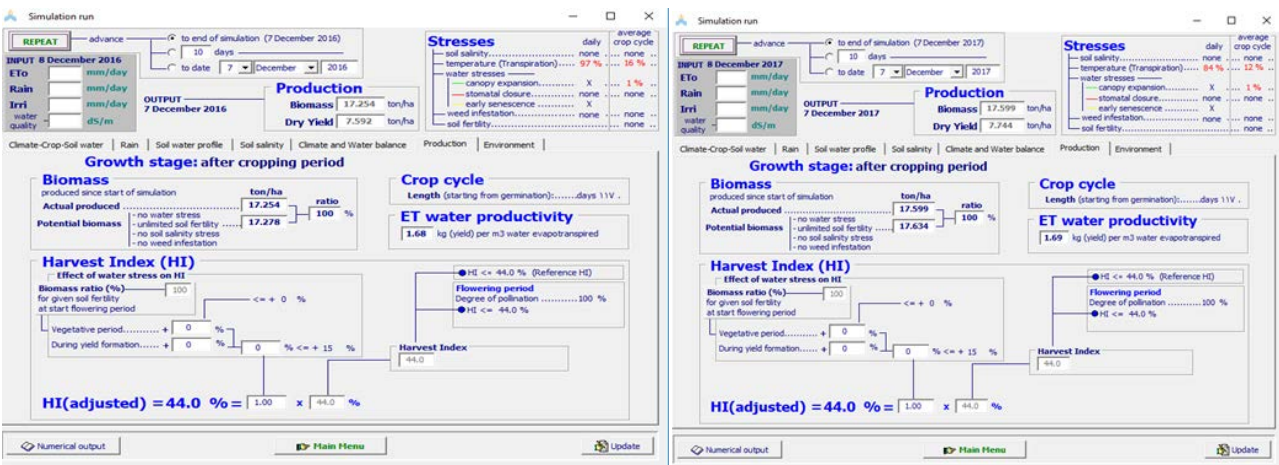 Simulation run
REPEAT
advance
to end of simulation (7 December 2016)
10 days
to date 7 December 2016
INPUT 8 December 2016
ETo mm/day
Rain mm/day
Irri mm/day
water quality dS/m
OUTPUT
7 December 2016
Production
Biomass 17.254 ton/ha
Dry Yield 7.592 ton/ha
Stresses daily average crop cycle
soil salinity............ none .... none ..
temperature (Transpiration)..... 97 % ... 16 % ..
water stresses
canopy expansion............ X ... 1 % ..
stomatal closure............ none ... none ..
early senescence ............ X
weed infestation............ none ... none ..
soil fertility............ none ..
Climate-Crop-Soil water | Rain | Soil water profile | Soil salinity | Climate and Water balance | Production | Environment
Growth stage: after cropping period
Biomass
produced since start of simulation ton/ha
Actual produced ............ 17.254
ratio
100 %
Potential biomass
- no water stress
- unlimited soil fertility ...... 17.278
- no soil salinity stress
- no weed infestation
Crop cycle
Length (starting from germination):.......days ١١٧ .
ET water productivity
1.68 kg (yield) per m3 water evapotranspired
Harvest Index (HI)
Effect of water stress on HI
Biomass ratio (%) 100
for given soil fertility
at start flowering period
<= + 0 %
Vegetative period........... + 0 %
During yield formation...... + 0 %
0 % <= + 15 %
HI <= 44.0 % (Reference HI)
Flowering period
Degree of pollination ...........100 %
HI <= 44.0 %
Harvest Index
44.0
HI(adjusted) = 44.0 % = 1.00 x 44.0 %
Numerical output
Main Menu
Update
Simulation run
REPEAT
advance
to end of simulation (7 December 2017)
10 days
to date 7 December 2017
INPUT 8 December 2017
ETo mm/day
Rain mm/day
Irri mm/day
water quality dS/m
OUTPUT
7 December 2017
Production
Biomass 17.599 ton/ha
Dry Yield 7.744 ton/ha
Stresses daily average crop cycle
soil salinity............ none .... none ..
temperature (Transpiration)..... 84 % ... 12 % ..
water stresses
canopy expansion............ X ... 1 % ..
stomatal closure............ none ... none ..
early senescence ............ X
weed infestation............ none ... none ..
soil fertility............ none ..
Climate-Crop-Soil water | Rain | Soil water profile | Soil salinity | Climate and Water balance | Production | Environment
Growth stage: after cropping period
Biomass
produced since start of simulation ton/ha
Actual produced ............ 17.599
ratio
100 %
Potential biomass
- no water stress
- unlimited soil fertility ...... 17.634
- no soil salinity stress
- no weed infestation
Crop cycle
Length (starting from germination):.......days ١١٧ .
ET water productivity
1.69 kg (yield) per m3 water evapotranspired
Harvest Index (HI)
Effect of water stress on HI
Biomass ratio (%) 100
for given soil fertility
at start flowering period
<= + 0 %
Vegetative period........... + 0 %
During yield formation...... + 0 %
0 % <= + 15 %
HI <= 44.0 % (Reference HI)
Flowering period
Degree of pollination ...........100 %
HI <= 44.0 %
Harvest Index
44.0
HI(adjusted) = 44.0 % = 1.00 x 44.0 %
Numerical output
Main Menu
Update